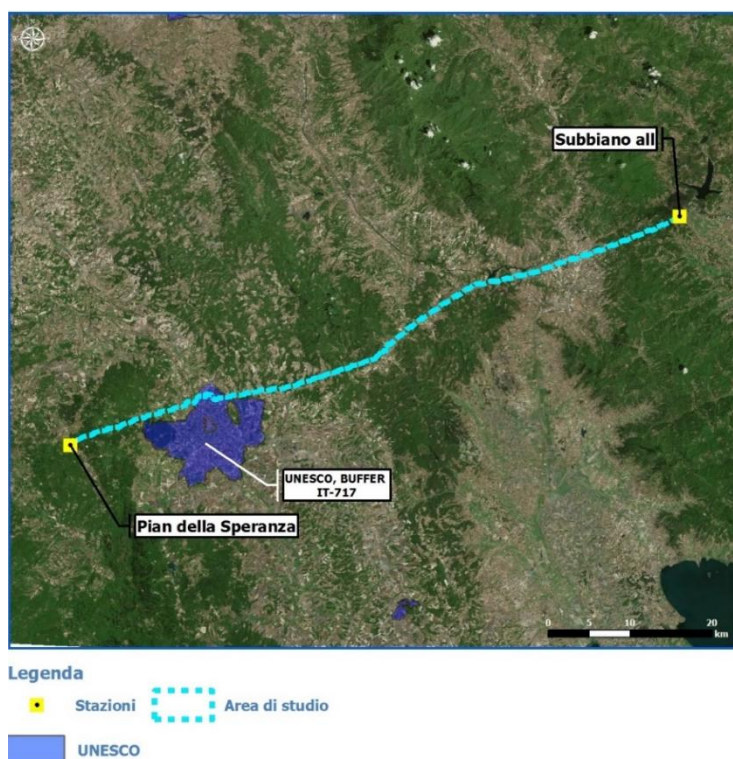 Subbiano all
UNESCO, BUFFER
IT-717
Pian della Speranza
0 5 10 20
km
Legenda
Stazioni
Area di studio
UNESCO